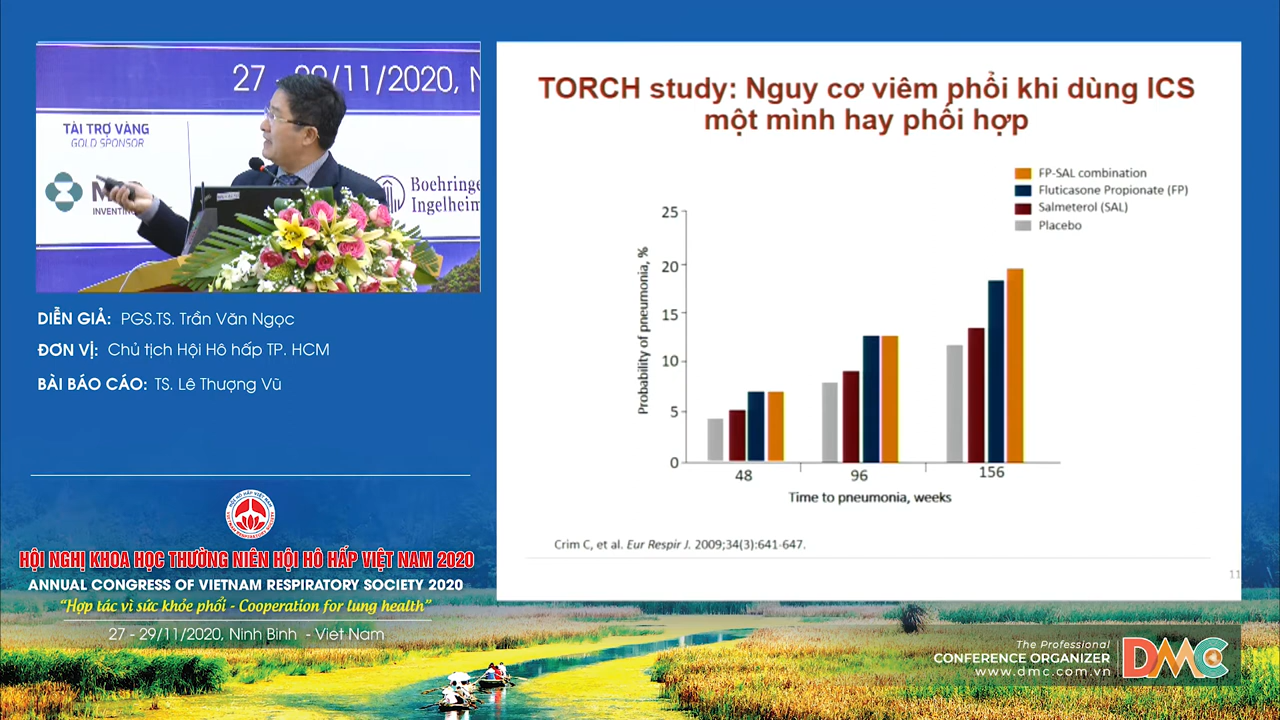 27 - 29/11/2020, N
TÀI TRỢ VÀNG
GOLD SPONSOR
INVENTING
Boehringe
Ingelheim
DIỄN GIẢ: PGS.TS. Trần Văn Ngọc
ĐƠN VỊ: Chủ tịch Hội Hô hấp TP. HCM
BÀI BÁO CÁO: TS. Lê Thượng Vũ
HỘI NGHỊ KHOA HỌC THƯỜNG NIÊN HỘI HÔ HẤP VIỆT NAM 2020
ANNUAL CONGRESS OF VIETNAM RESPIRATORY SOCIETY 2020
“Hợp tác vì sức khỏe phổi - Cooperation for lung health”
27 - 29/11/2020, Ninh Binh - Viet Nam
TORCH study: Nguy cơ viêm phổi khi dùng ICS
một mình hay phối hợp
FP-SAL combination
Fluticasone Propionate (FP)
Salmeterol (SAL)
Placebo
Probability of pneumonia, %
25
20
15
10
5
0
48 96 156
Time to pneumonia, weeks
Crim C, et al. Eur Respir J. 2009;34(3):641-647.
11
The Professional
CONFERENCE ORGANIZER
www.dmc.com.vn
DMC